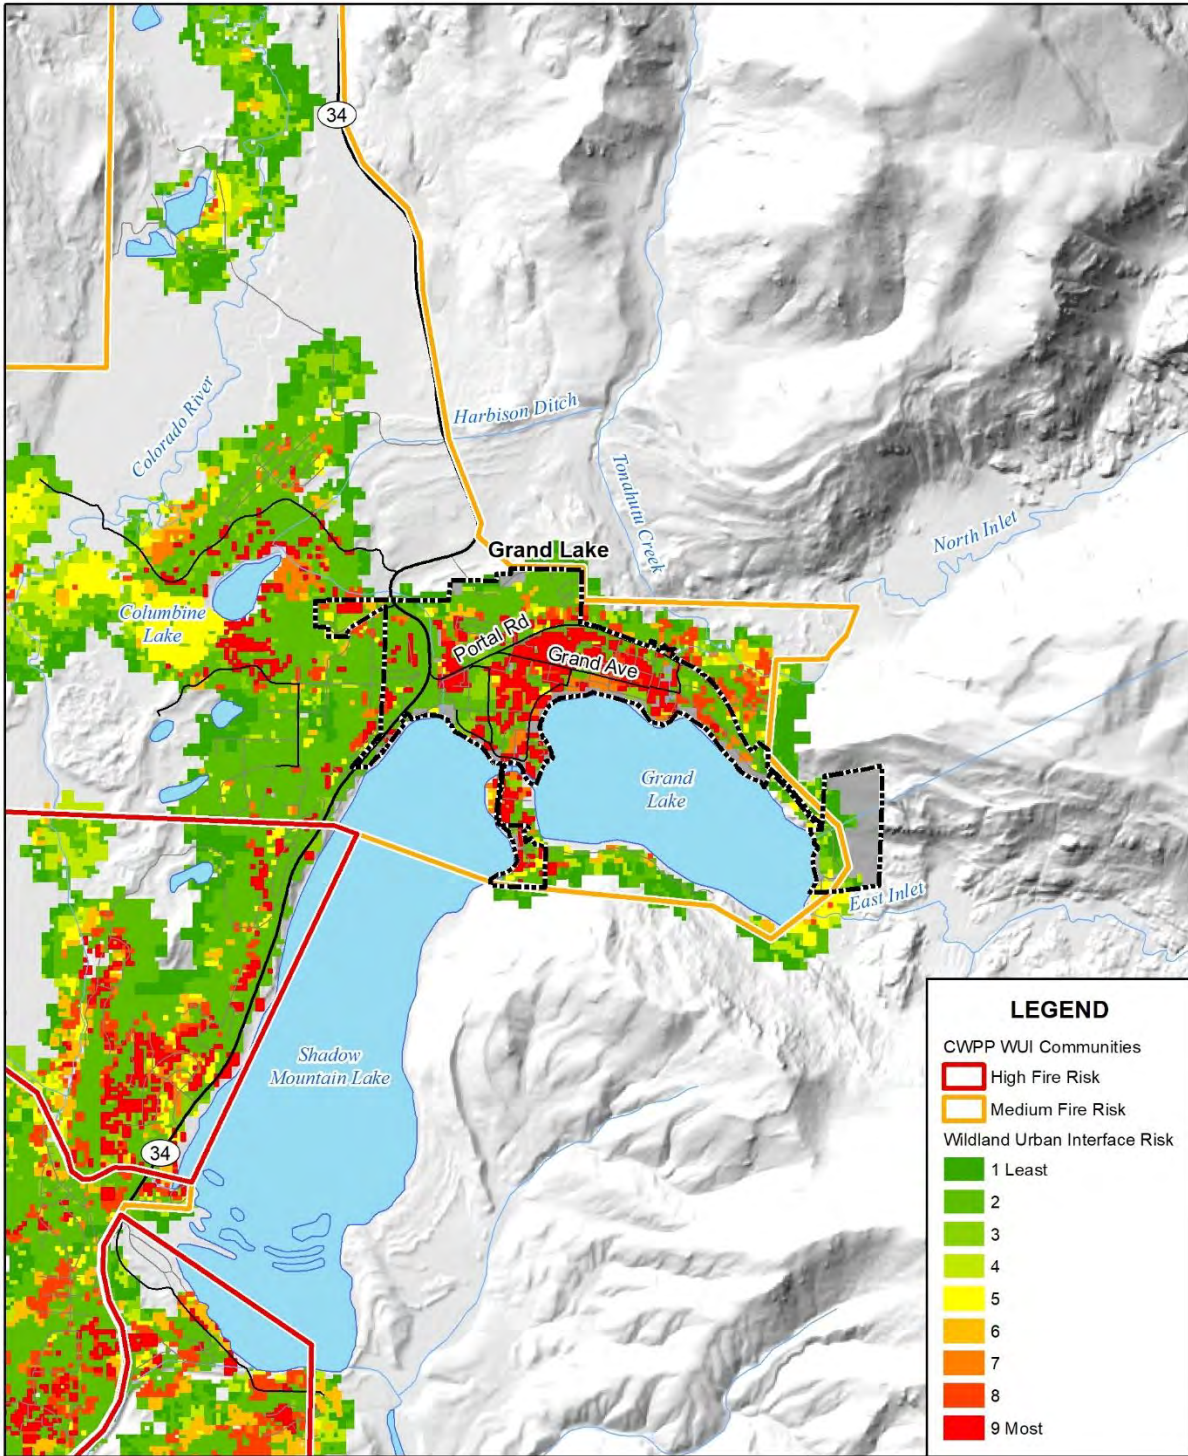 34
Harbison Ditch
Colorado River
Tonahutu Creek
North Inlet
Grand Lake
Columbine
Lake
Portal Rd
Grand Ave
Grand
Lake
East Inlet
Shadow
Mountain Lake
34
LEGEND
CWPP WUI Communities
High Fire Risk
Medium Fire Risk
Wildland Urban Interface Risk
1 Least
2
3
4
5
6
7
8
9 Most